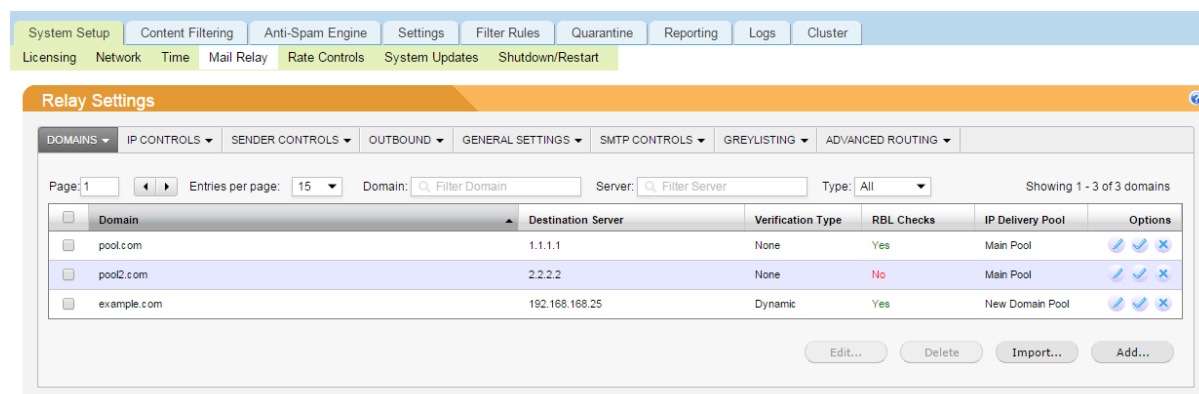 System Setup Content Filtering Anti-Spam Engine Settings Filter Rules Quarantine Reporting Logs Cluster
Licensing Network Time Mail Relay Rate Controls System Updates Shutdown/Restart
Relay Settings
DOMAINS IP CONTROLS SENDER CONTROLS OUTBOUND GENERAL SETTINGS SMTP CONTROLS GREYLISTING ADVANCED ROUTING
Page: 1 Entries per page: 15 Domain: Filter Domain Server: Filter Server Type: All Showing 1 - 3 of 3 domains
Domain Destination Server Verification Type RBL Checks IP Delivery Pool Options
pool.com 1.1.1.1 None Yes Main Pool
pool2.com 2.2.2.2 None No Main Pool
example.com 192.168.168.25 Dynamic Yes New Domain Pool
Edit... Delete Import... Add...